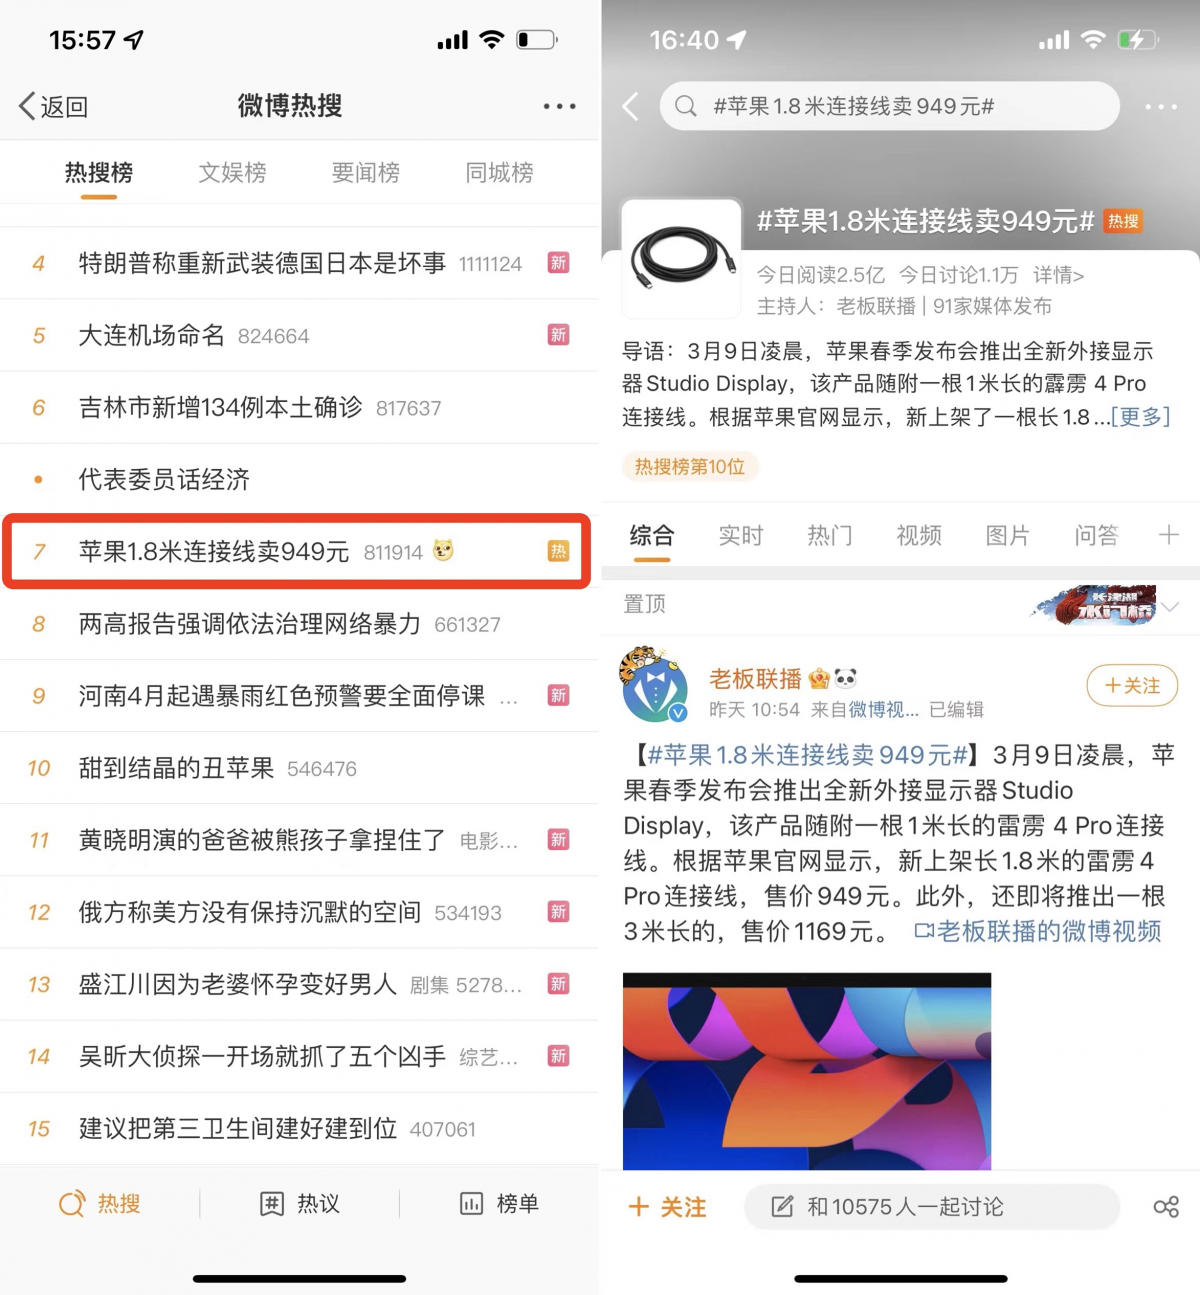 15:57
返回
微博热搜
热搜榜 文娱榜 要闻榜 同城榜
4 特朗普称重新武装德国日本是坏事 1111124 新
5 大连机场命名 824664 新
6 吉林市新增134例本土确诊 817637
代表委员话经济
7 苹果1.8米连接线卖949元 811914 热
8 两高报告强调依法治理网络暴力 661327
9 河南4月起遇暴雨红色预警要全面停课 ... 新
10 甜到结晶的丑苹果 546476
11 黄晓明演的爸爸被熊孩子拿捏住了 电影... 新
12 俄方称美方没有保持沉默的空间 534193 新
13 盛江川因为老婆怀孕变好男人 剧集 5278... 新
14 吴昕大侦探一开场就抓了五个凶手 综艺... 新
15 建议把第三卫生间建好建到位 407061
热搜 热议 榜单
16:40
#苹果1.8米连接线卖949元#
#苹果1.8米连接线卖949元# 热搜
今日阅读2.5亿 今日讨论1.1万 详情>
主持人：老板联播 | 91家媒体发布
导语：3月9日凌晨，苹果春季发布会推出全新外接显示
器Studio Display，该产品随附一根1米长的霹雳 4 Pro
连接线。根据苹果官网显示，新上架了一根长1.8...[更多]
热搜榜第10位
综合 实时 热门 视频 图片 问答
置顶
长津湖
水门桥
老板联播
昨天 10:54 来自微博视... 已编辑
+关注
【#苹果1.8米连接线卖949元#】3月9日凌晨，苹
果春季发布会推出全新外接显示器Studio
Display，该产品随附一根1米长的雷雳 4 Pro连接
线。根据苹果官网显示，新上架长1.8米的雷雳4
Pro连接线，售价949元。此外，还即将推出一根
3米长的，售价1169元。 老板联播的微博视频
+ 关注
和10575人一起讨论